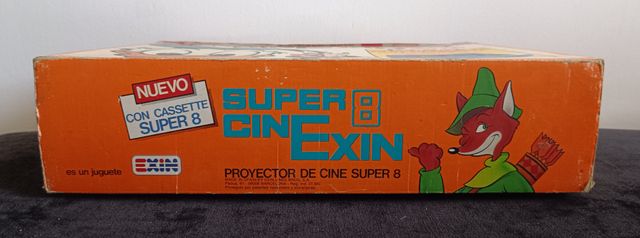 NUEVO
CON CASSETTE
SUPER 8
SUPER 8
CINEXIN
es un juguete EXIN
PROYECTOR DE CINE SUPER 8